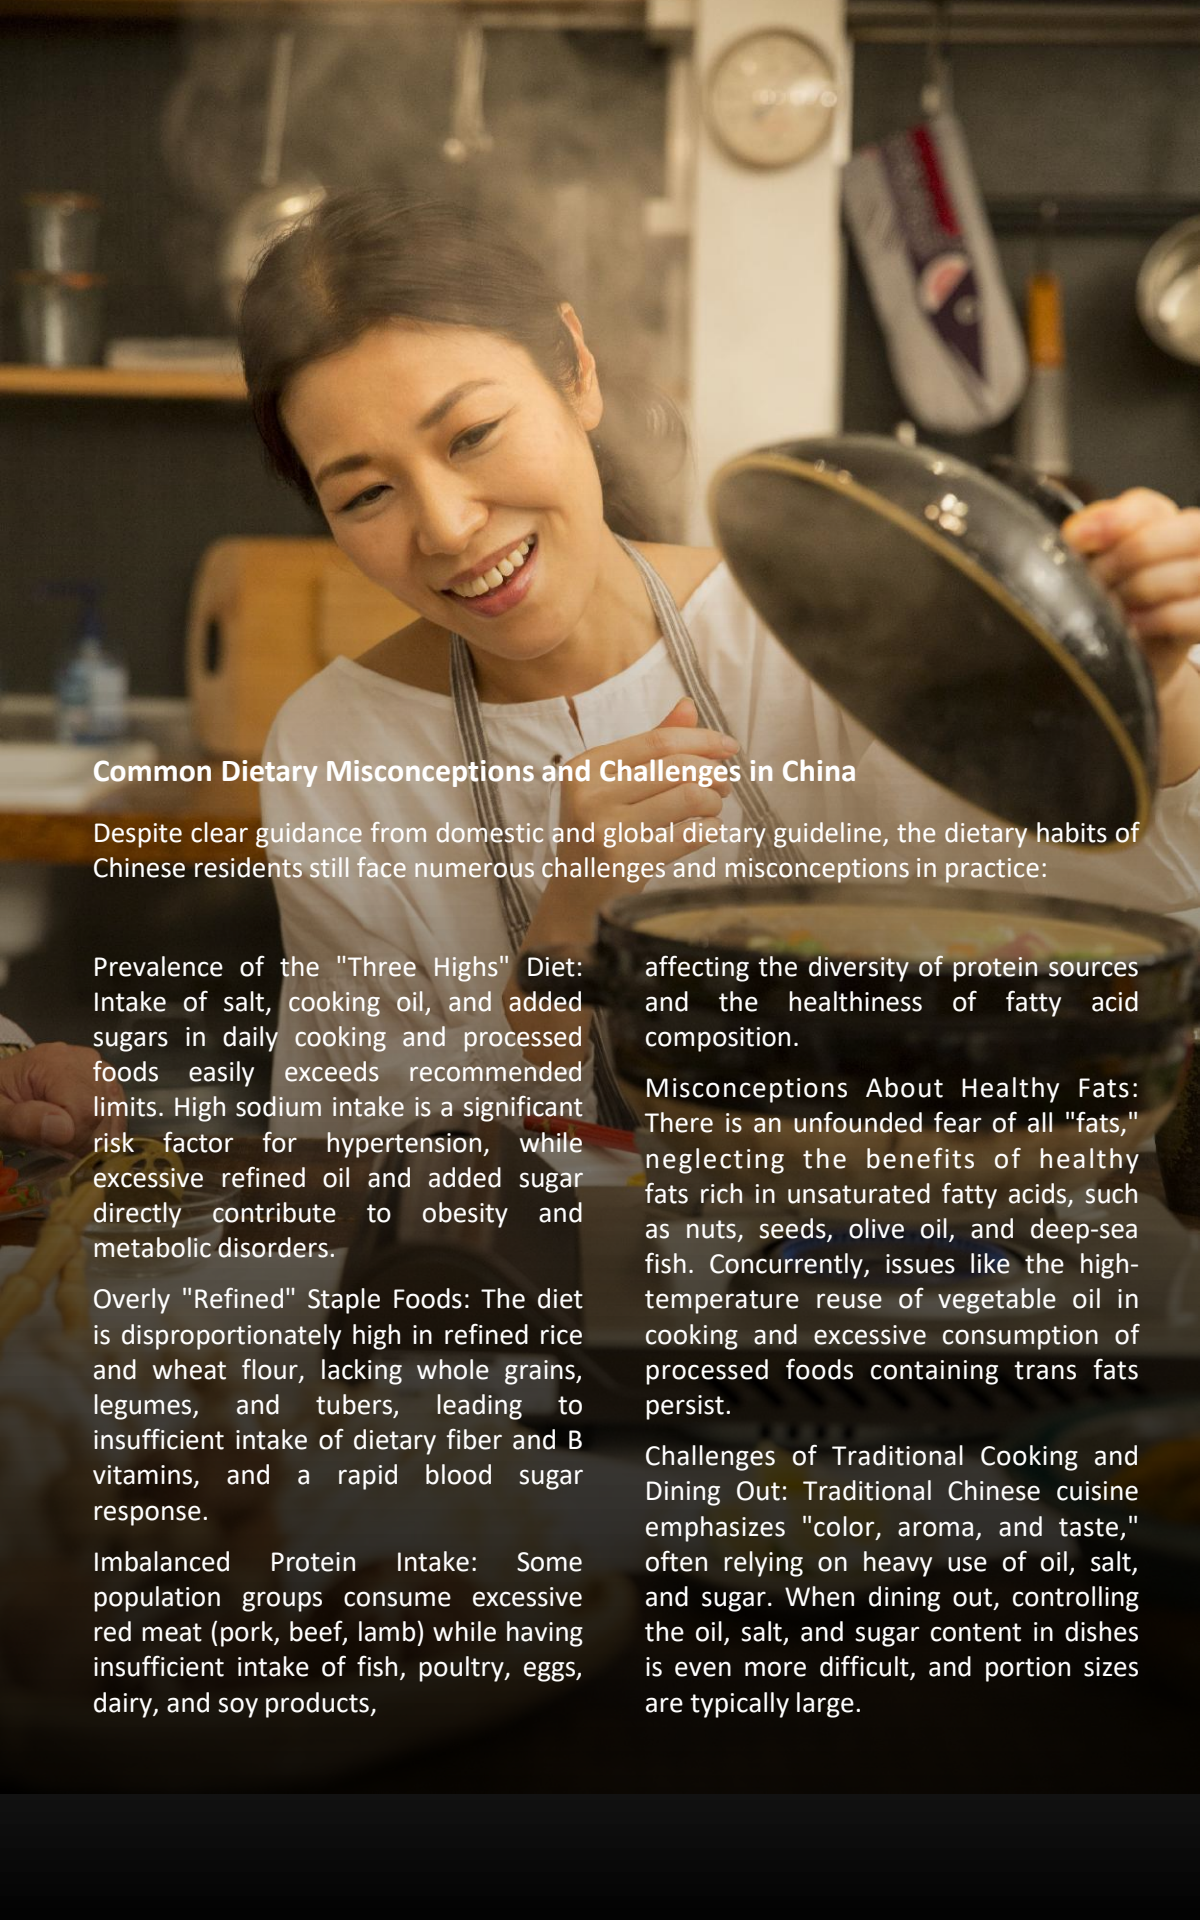 Common Dietary Misconceptions and Challenges in China
Despite clear guidance from domestic and global dietary guideline, the dietary habits of
Chinese residents still face numerous challenges and misconceptions in practice:
Prevalence of the "Three Highs" Diet:
Intake of salt, cooking oil, and added
sugars in daily cooking and processed
foods easily exceeds recommended
limits. High sodium intake is a significant
risk factor for hypertension, while
excessive refined oil and added sugar
directly contribute to obesity and
metabolic disorders.
Overly "Refined" Staple Foods: The diet
is disproportionately high in refined rice
and wheat flour, lacking whole grains,
legumes, and tubers, leading to
insufficient intake of dietary fiber and B
vitamins, and a rapid blood sugar
response.
Imbalanced Protein Intake: Some
population groups consume excessive
red meat (pork, beef, lamb) while having
insufficient intake of fish, poultry, eggs,
dairy, and soy products,
affecting the diversity of protein sources
and the healthiness of fatty acid
composition.
Misconceptions About Healthy Fats:
There is an unfounded fear of all "fats,"
neglecting the benefits of healthy
fats rich in unsaturated fatty acids, such
as nuts, seeds, olive oil, and deep-sea
fish. Concurrently, issues like the high-
temperature reuse of vegetable oil in
cooking and excessive consumption of
processed foods containing trans fats
persist.
Challenges of Traditional Cooking and
Dining Out: Traditional Chinese cuisine
emphasizes "color, aroma, and taste,"
often relying on heavy use of oil, salt,
and sugar. When dining out, controlling
the oil, salt, and sugar content in dishes
is even more difficult, and portion sizes
are typically large.